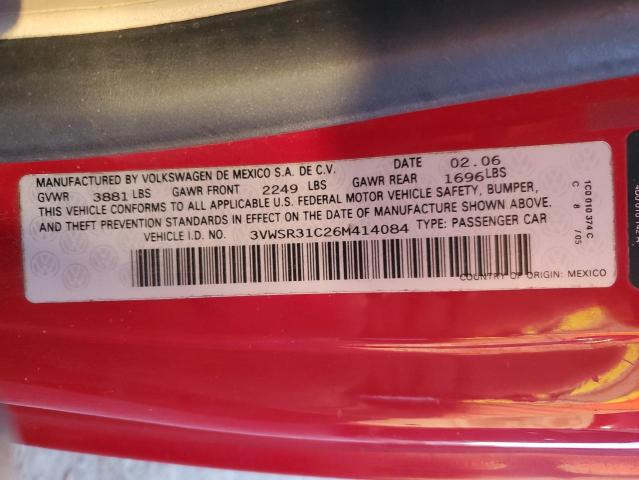 MANUFACTURED BY VOLKSWAGEN DE MEXICO S.A. DE C.V. DATE 02.06
GVWR 3881 LBS GAWR FRONT 2249 LBS GAWR REAR 1696 LBS
THIS VEHICLE CONFORMS TO ALL APPLICABLE U.S. FEDERAL MOTOR VEHICLE SAFETY, BUMPER,
AND THEFT PREVENTION STANDARDS IN EFFECT ON THE DATE OF MANUFACTURE SHOWN ABOVE.
VEHICLE I.D. NO. 3VWSR31C26M414084 TYPE: PASSENGER CAR
COUNTRY OF ORIGIN: MEXICO
1C0 010 374 C
C 8 /05